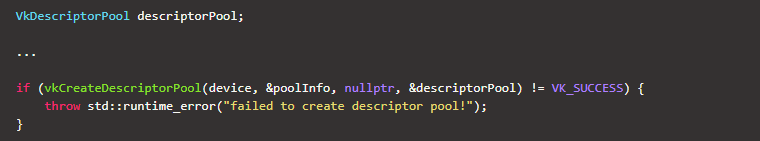 VkDescriptorPool descriptorPool;
...
if (vkCreateDescriptorPool(device, &poolInfo, nullptr, &descriptorPool) != VK_SUCCESS) {
    throw std::runtime_error("failed to create descriptor pool!");
}